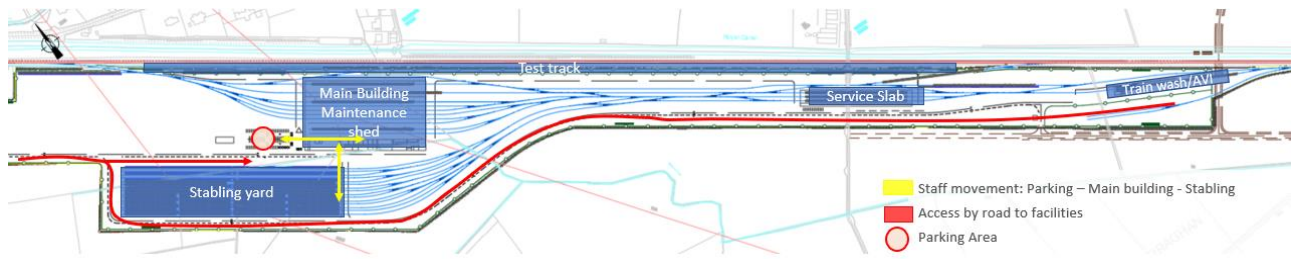 Test track
Main Building
Maintenance
shed
Service Slab
Train wash/AVI
Stabling yard
Staff movement: Parking – Main building - Stabling
Access by road to facilities
Parking Area